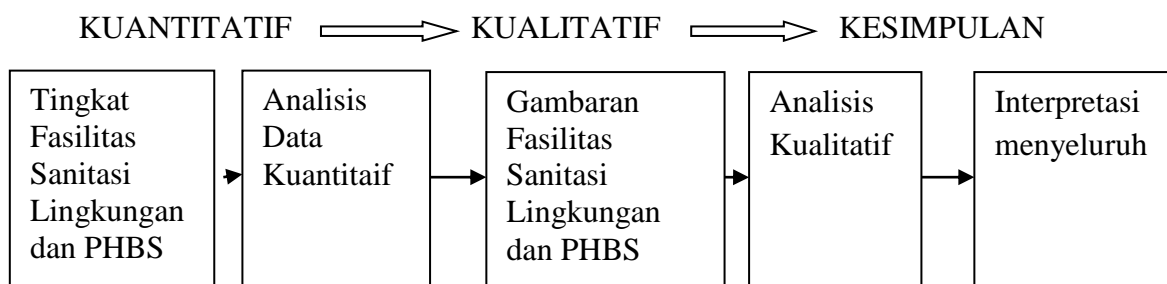 KUANTITATIF KUALITATIF KESIMPULAN
Tingkat
Fasilitas
Sanitasi
Lingkungan
dan PHBS
Analisis
Data
Kuantitaif
Gambaran
Fasilitas
Sanitasi
Lingkungan
dan PHBS
Analisis
Kualitatif
Interpretasi
menyeluruh